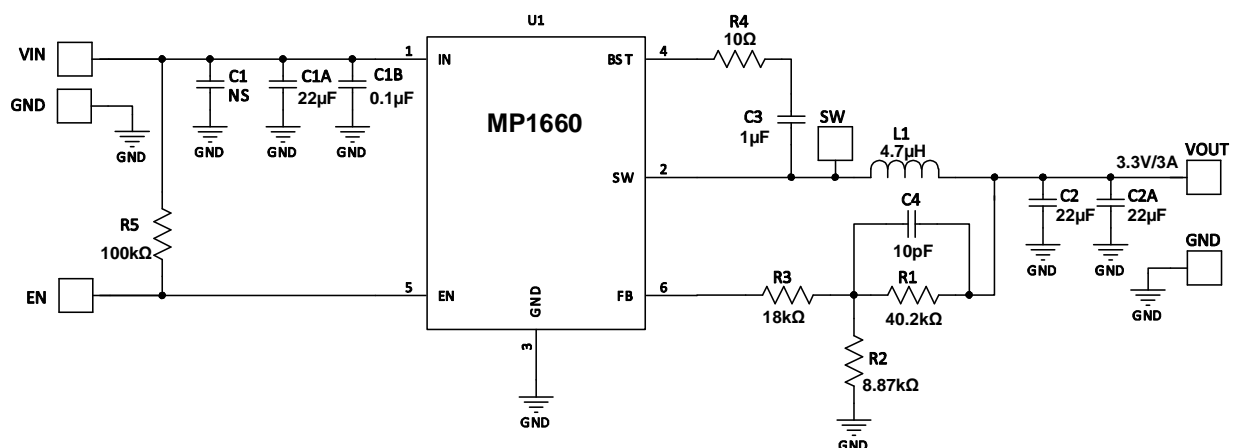 U1
VIN
GND
GND
C1
NS
GND
C1A
22µF
GND
C1B
0.1µF
GND
R5
100kΩ
EN
1
IN
5
EN
MP1660
GND
3
GND
BST
4
SW
2
FB
6
R4
10Ω
C3
1µF
SW
L1
4.7µH
C4
10pF
R3
18kΩ
R1
40.2kΩ
R2
8.87kΩ
GND
3.3V/3A
VOUT
C2
22µF
GND
C2A
22µF
GND
GND
GND